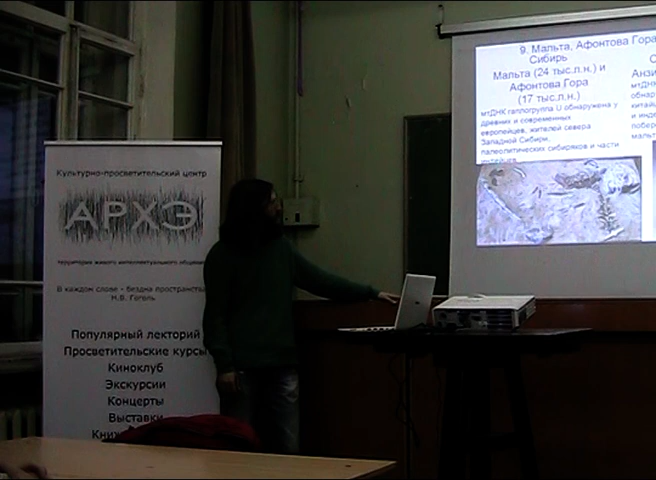 Культурно-просветительский центр
АРХЭ
территория живого интеллектуального общения
В каждом слове - бездна пространства
Н.В. Гоголь
Популярный лекторий
Просветительские курсы
Киноклуб
Экскурсии
Концерты
Выставки
9. Мальта, Афонтова Гора
Сибирь
Мальта (24 тыс.л.н.) и
Афонтова Гора
(17 тыс.л.н.)
мтДНК гаплогруппа U обнаружена у
древних и современных
европейцев, жителей севера
Западной Сибири,
палеолитических сибиряков и части
индейцев